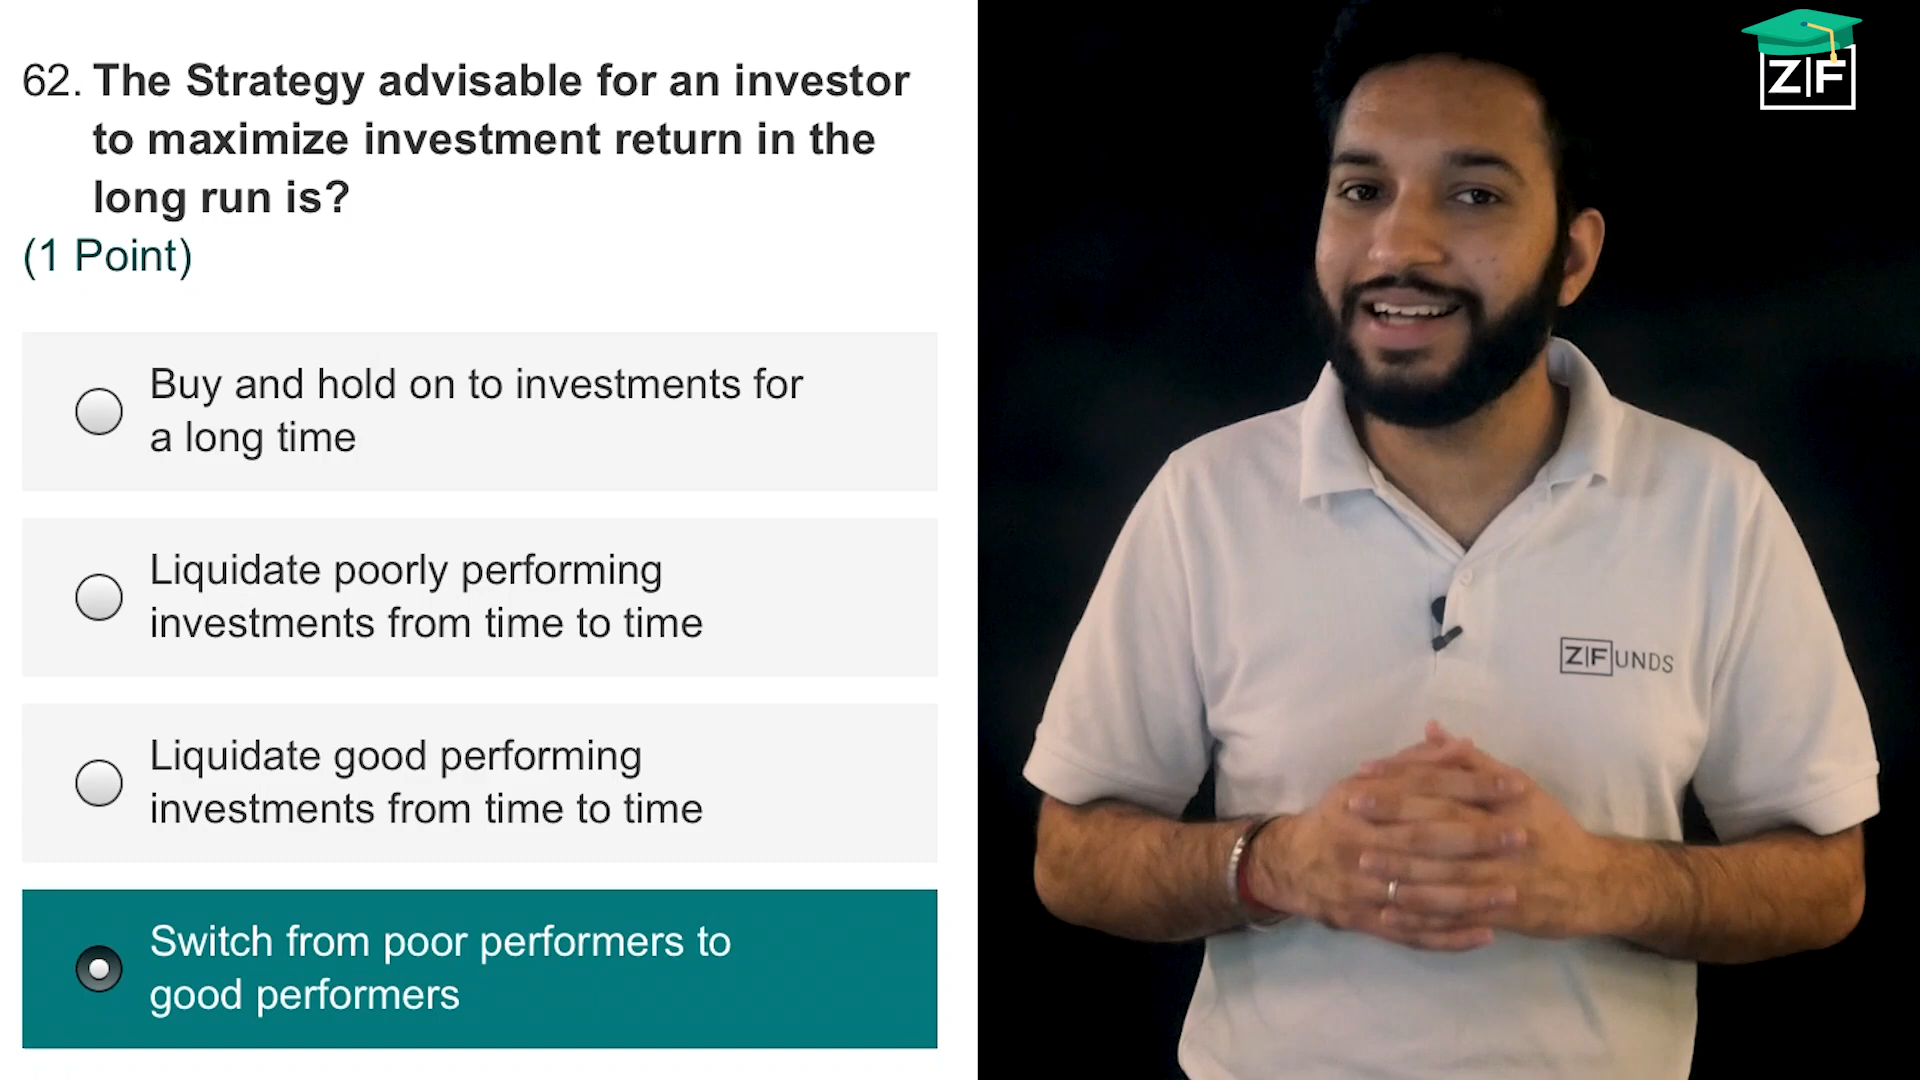 62. The Strategy advisable for an investor
to maximize investment return in the
long run is?
(1 Point)
Buy and hold on to investments for
a long time
Liquidate poorly performing
investments from time to time
Liquidate good performing
investments from time to time
Switch from poor performers to
good performers
Z|F
Z|FUNDS